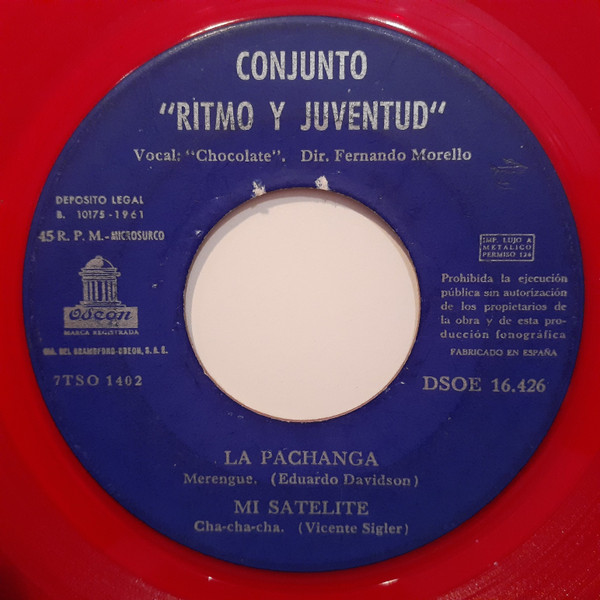 CONJUNTO
"RITMO Y JUVENTUD"
Vocal: "Chocolate". Dir. Fernando Morello
DEPOSITO LEGAL
B. 10175-1961
45 R. P. M.-MICROSURCO
IMP. LUJO A
METALICO
PERMISO 124
Odeón
MARCA REGISTRADA
CIA. DEL GRAMOFONO-ODEON, S. A. E.
Prohibida la ejecución
pública sin autorización
de los propietarios de
la obra y de esta pro-
ducción fonográfica
FABRICADO EN ESPAÑA
7TSO 1402
DSOE 16.426
LA PACHANGA
Merengue. (Eduardo Davidson)
MI SATELITE
Cha-cha-cha. (Vicente Sigler)